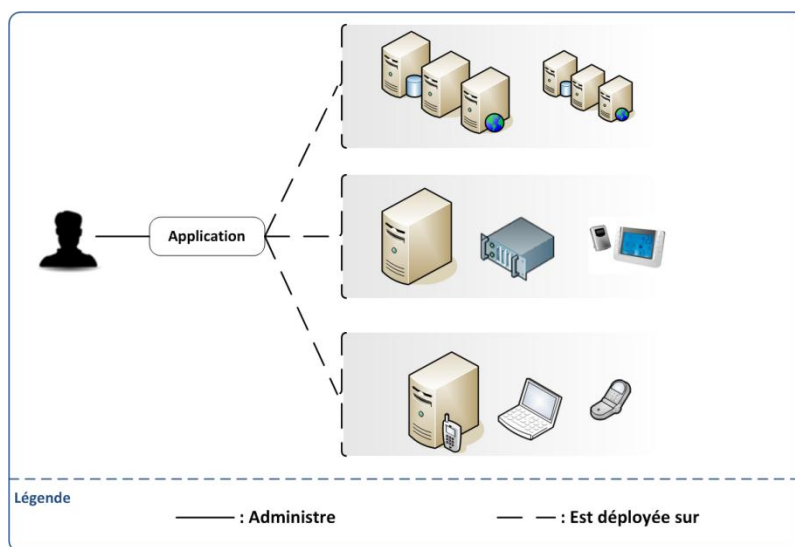 Application
Légende
: Administre
: Est déployée sur